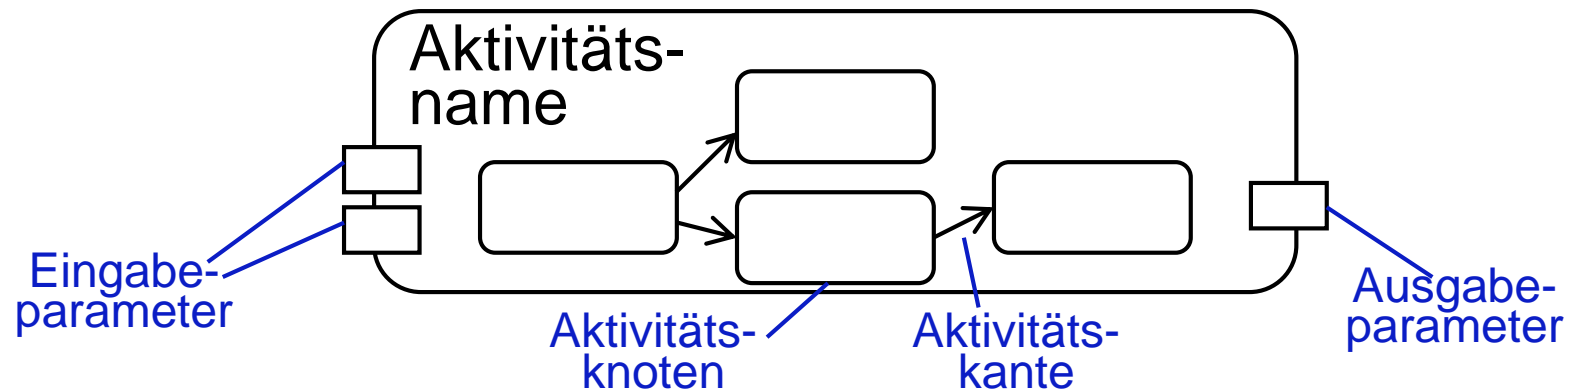 Aktivitäts-
name
Eingabe-
parameter
Aktivitäts-
knoten
Aktivitäts-
kante
Ausgabe-
parameter